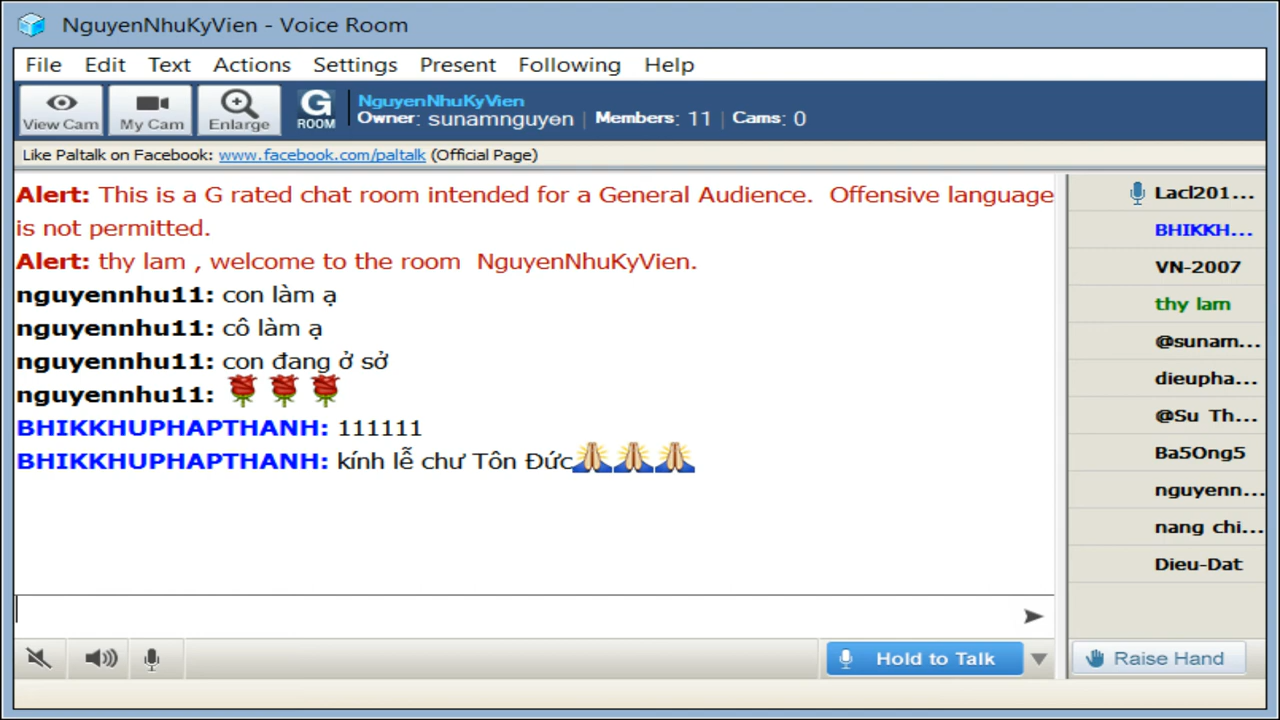 NguyenNhuKyVien - Voice Room
File Edit Text Actions Settings Present Following Help
View Cam My Cam Enlarge G ROOM
NguyenNhuKyVien
Owner: sunamnguyen | Members: 11 | Cams: 0
Like Paltalk on Facebook: www.facebook.com/paltalk (Official Page)
Alert: This is a G rated chat room intended for a General Audience. Offensive language
is not permitted.
Alert: thy lam , welcome to the room NguyenNhuKyVien.
nguyennhu11: con làm ạ
nguyennhu11: cô làm ạ
nguyennhu11: con đang ở sở
nguyennhu11: 🌹🌹🌹
BHIKKHUPHAPTHANH: 111111
BHIKKHUPHAPTHANH: kính lễ chư Tôn Đức🙏🙏🙏
Lacl201...
BHIKKH...
VN-2007
thy lam
@sunam...
dieupha...
@Su Th...
Ba5Ong5
nguyenn...
nang chi...
Dieu-Dat
Hold to Talk
Raise Hand